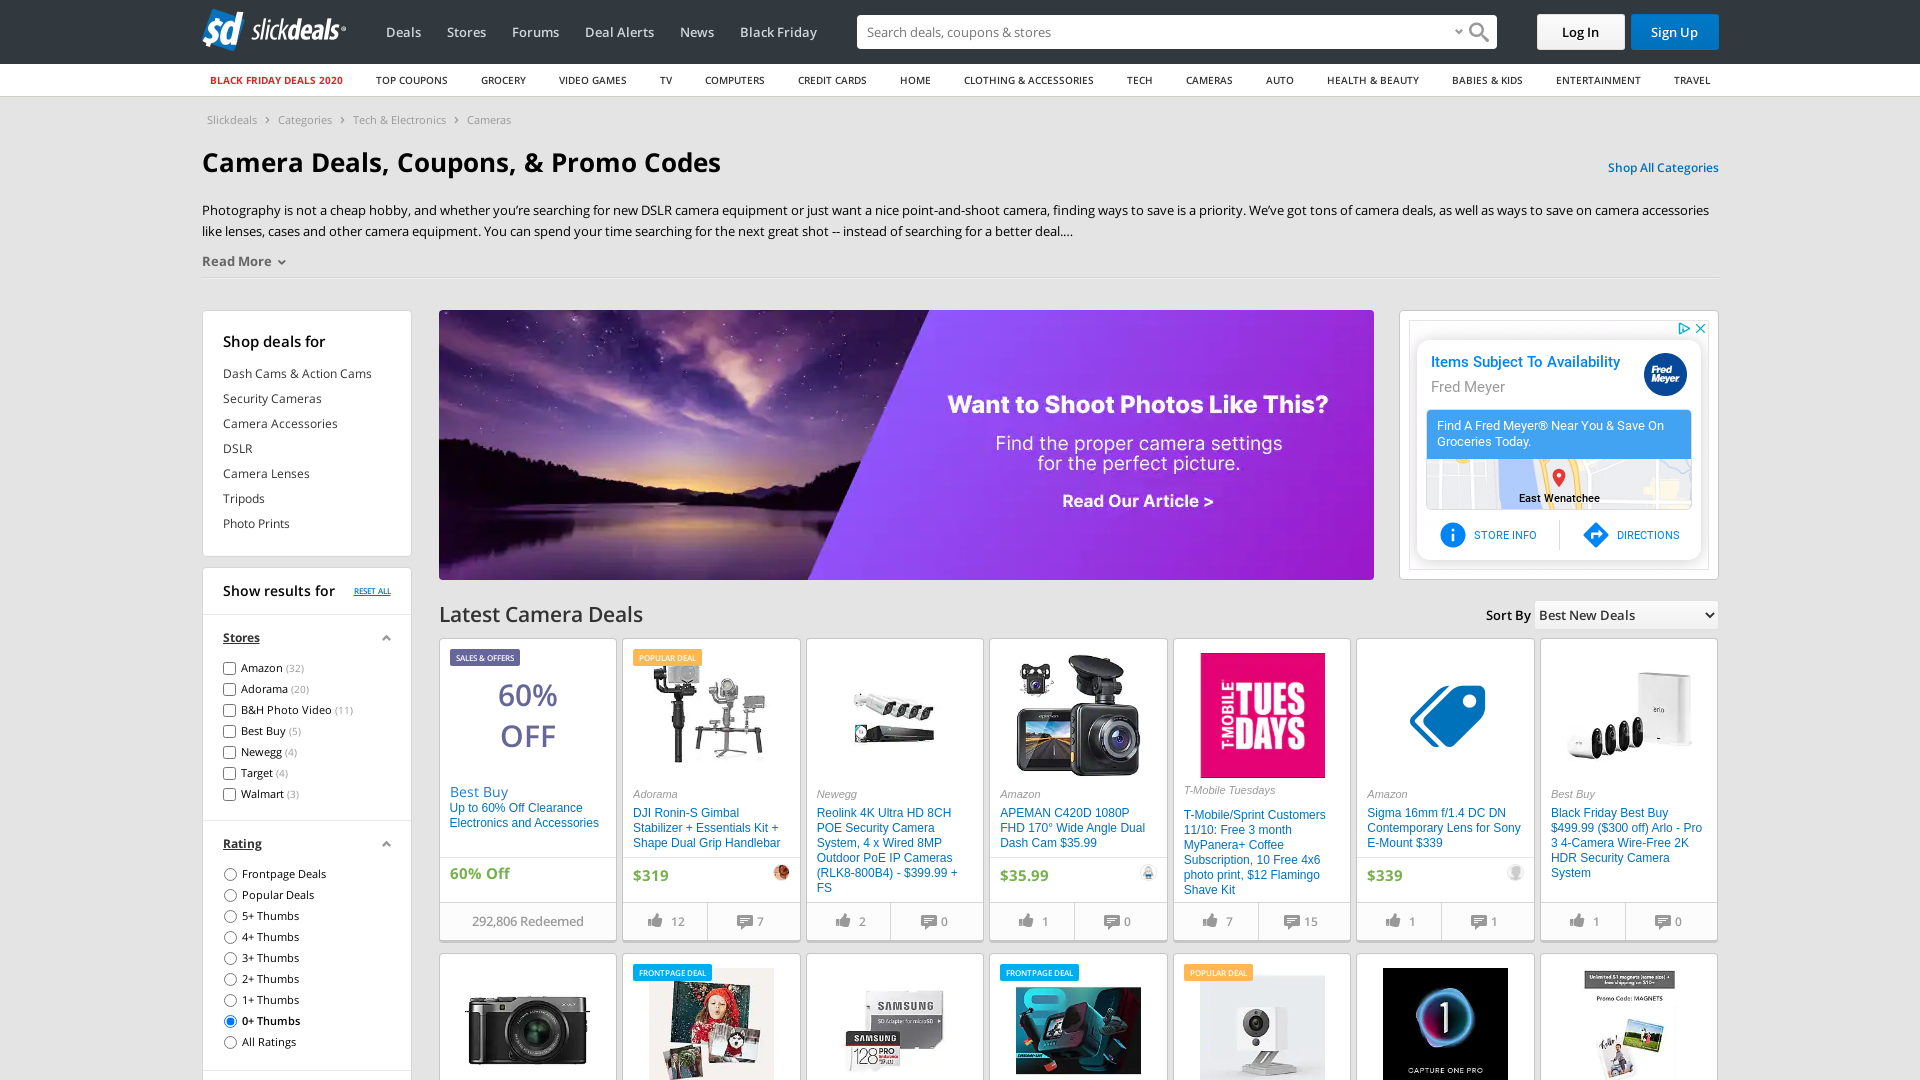 sd slickdeals
Deals Stores Forums Deal Alerts News Black Friday
Search deals, coupons & stores
Log In
Sign Up
BLACK FRIDAY DEALS 2020 TOP COUPONS GROCERY VIDEO GAMES TV COMPUTERS CREDIT CARDS HOME CLOTHING & ACCESSORIES TECH CAMERAS AUTO HEALTH & BEAUTY BABIES & KIDS ENTERTAINMENT TRAVEL
Slickdeals > Categories > Tech & Electronics > Cameras
Camera Deals, Coupons, & Promo Codes
Shop All Categories
Photography is not a cheap hobby, and whether you’re searching for new DSLR camera equipment or just want a nice point-and-shoot camera, finding ways to save is a priority. We’ve got tons of camera deals, as well as ways to save on camera accessories
like lenses, cases and other camera equipment. You can spend your time searching for the next great shot -- instead of searching for a better deal.…
Read More
Shop deals for
Dash Cams & Action Cams
Security Cameras
Camera Accessories
DSLR
Camera Lenses
Tripods
Photo Prints
Show results for RESET ALL
Stores
Amazon (32)
Adorama (20)
B&H Photo Video (11)
Best Buy (5)
Newegg (4)
Target (4)
Walmart (3)
Rating
Frontpage Deals
Popular Deals
5+ Thumbs
4+ Thumbs
3+ Thumbs
2+ Thumbs
1+ Thumbs
0+ Thumbs
All Ratings
Want to Shoot Photos Like This?
Find the proper camera settings
for the perfect picture.
Read Our Article >
Items Subject To Availability
Fred Meyer
Fred
Meyer
Find A Fred Meyer® Near You & Save On
Groceries Today.
East Wenatchee
STORE INFO
DIRECTIONS
Latest Camera Deals
Sort By Best New Deals
SALES & OFFERS
60%
OFF
Best Buy
Up to 60% Off Clearance
Electronics and Accessories
60% Off
292,806 Redeemed
POPULAR DEAL
Adorama
DJI Ronin-S Gimbal
Stabilizer + Essentials Kit +
Shape Dual Grip Handlebar
$319
12 7
Newegg
Reolink 4K Ultra HD 8CH
POE Security Camera
System, 4 x Wired 8MP
Outdoor PoE IP Cameras
(RLK8-800B4) - $399.99 +
FS
2 0
Amazon
APEMAN C420D 1080P
FHD 170° Wide Angle Dual
Dash Cam $35.99
$35.99
1 0
T-MOBILE
TUES
DAYS
T-Mobile Tuesdays
T-Mobile/Sprint Customers
11/10: Free 3 month
MyPanera+ Coffee
Subscription, 10 Free 4x6
photo print, $12 Flamingo
Shave Kit
7 15
Amazon
Sigma 16mm f/1.4 DC DN
Contemporary Lens for Sony
E-Mount $339
$339
1 1
arlo
Best Buy
Black Friday Best Buy
$499.99 ($300 off) Arlo - Pro
3 4-Camera Wire-Free 2K
HDR Security Camera
System
1 0
FRONTPAGE DEAL
SAMSUNG
SD Adapter for microSD
SAMSUNG
128 PRO
FRONTPAGE DEAL
POPULAR DEAL
1
CAPTURE ONE PRO
Unlimited $1 magnets (same size) +
free shipping on $10+
Promo Code: MAGNETS